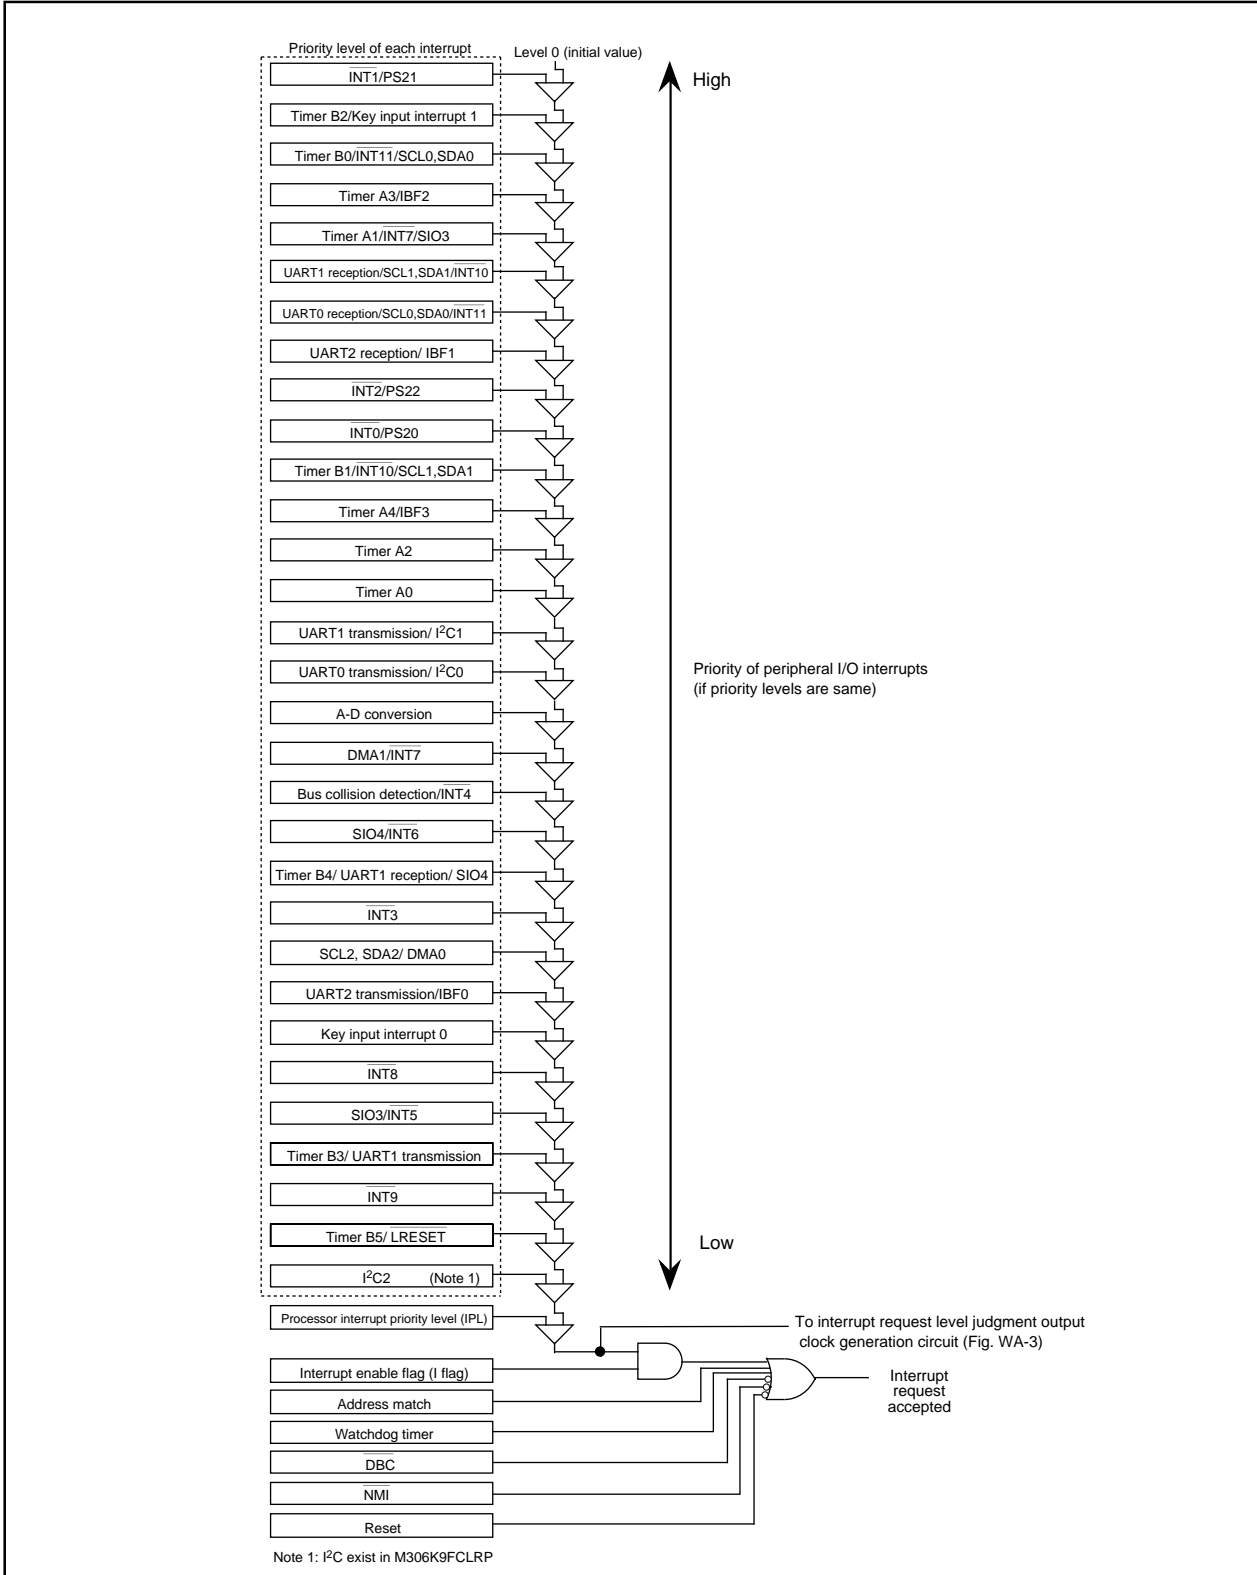 Priority level of each interrupt
Level 0 (initial value)
INT1/PS21
High
Timer B2/Key input interrupt 1
Timer B0/INT11/SCL0,SDA0
Timer A3/IBF2
Timer A1/INT7/SIO3
UART1 reception/SCL1,SDA1/INT10
UART0 reception/SCL0,SDA0/INT11
UART2 reception/ IBF1
INT2/PS22
INT0/PS20
Timer B1/INT10/SCL1,SDA1
Timer A4/IBF3
Timer A2
Timer A0
UART1 transmission/ I²C1
UART0 transmission/ I²C0
Priority of peripheral I/O interrupts
(if priority levels are same)
A-D conversion
DMA1/INT7
Bus collision detection/INT4
SIO4/INT6
Timer B4/ UART1 reception/ SIO4
INT3
SCL2, SDA2/ DMA0
UART2 transmission/IBF0
Key input interrupt 0
INT8
SIO3/INT5
Timer B3/ UART1 transmission
INT9
Timer B5/ LRESET
Low
I²C2 (Note 1)
Processor interrupt priority level (IPL)
To interrupt request level judgment output
clock generation circuit (Fig. WA-3)
Interrupt enable flag (I flag)
Interrupt
request
accepted
Address match
Watchdog timer
DBC
NMI
Reset
Note 1: I²C exist in M306K9FCLRP